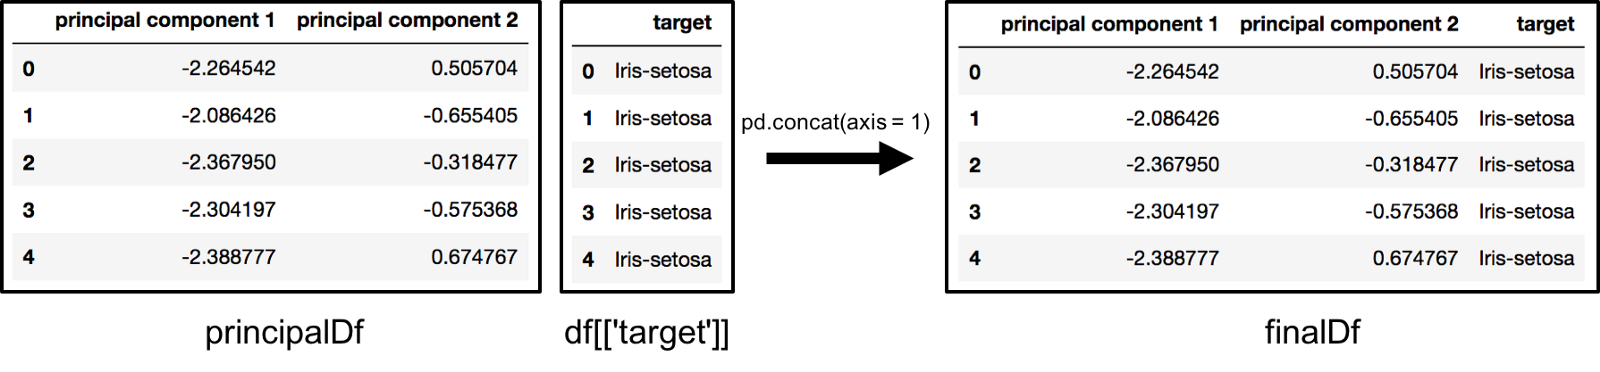 principal component 1 principal component 2
0 -2.264542 0.505704
1 -2.086426 -0.655405
2 -2.367950 -0.318477
3 -2.304197 -0.575368
4 -2.388777 0.674767
principalDf
target
0 Iris-setosa
1 Iris-setosa
2 Iris-setosa
3 Iris-setosa
4 Iris-setosa
df[['target']]
pd.concat(axis = 1)
principal component 1 principal component 2 target
0 -2.264542 0.505704 Iris-setosa
1 -2.086426 -0.655405 Iris-setosa
2 -2.367950 -0.318477 Iris-setosa
3 -2.304197 -0.575368 Iris-setosa
4 -2.388777 0.674767 Iris-setosa
finalDf